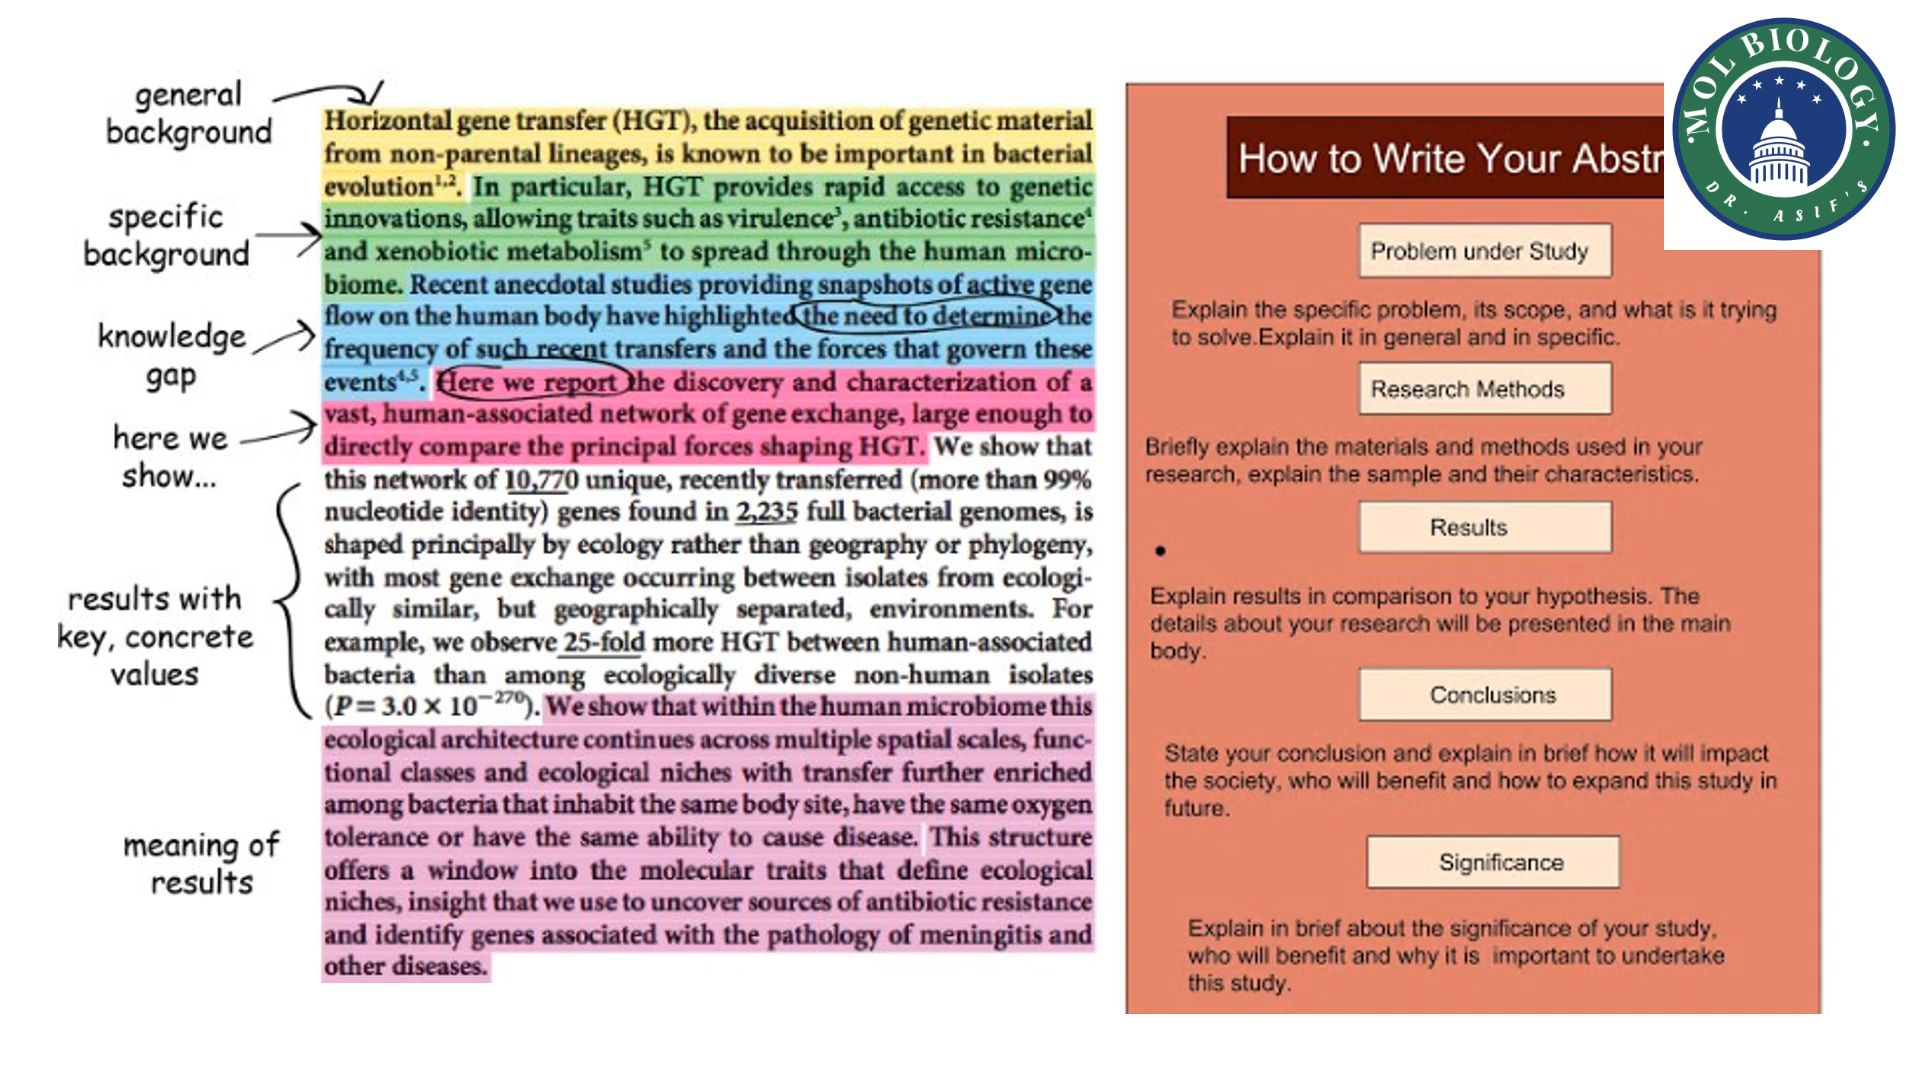 general
background
specific
background
knowledge
gap
here we
show...
results with
key, concrete
values
meaning of
results
Horizontal gene transfer (HGT), the acquisition of genetic material
from non-parental lineages, is known to be important in bacterial
evolution¹,². In particular, HGT provides rapid access to genetic
innovations, allowing traits such as virulence³, antibiotic resistance⁴
and xenobiotic metabolism⁵ to spread through the human micro-
biome. Recent anecdotal studies providing snapshots of active gene
flow on the human body have highlighted the need to determine the
frequency of such recent transfers and the forces that govern these
events⁴,⁵. Here we report the discovery and characterization of a
vast, human-associated network of gene exchange, large enough to
directly compare the principal forces shaping HGT. We show that
this network of 10,770 unique, recently transferred (more than 99%
nucleotide identity) genes found in 2,235 full bacterial genomes, is
shaped principally by ecology rather than geography or phylogeny,
with most gene exchange occurring between isolates from ecologi-
cally similar, but geographically separated, environments. For
example, we observe 25-fold more HGT between human-associated
bacteria than among ecologically diverse non-human isolates
(P = 3.0 × 10⁻²⁷⁰). We show that within the human microbiome this
ecological architecture continues across multiple spatial scales, func-
tional classes and ecological niches with transfer further enriched
among bacteria that inhabit the same body site, have the same oxygen
tolerance or have the same ability to cause disease. This structure
offers a window into the molecular traits that define ecological
niches, insight that we use to uncover sources of antibiotic resistance
and identify genes associated with the pathology of meningitis and
other diseases.
How to Write Your Abstr
Problem under Study
Explain the specific problem, its scope, and what is it trying
to solve.Explain it in general and in specific.
Research Methods
Briefly explain the materials and methods used in your
research, explain the sample and their characteristics.
Results
•
Explain results in comparison to your hypothesis. The
details about your research will be presented in the main
body.
Conclusions
State your conclusion and explain in brief how it will impact
the society, who will benefit and how to expand this study in
future.
Significance
Explain in brief about the significance of your study,
who will benefit and why it is important to undertake
this study.
MOL BIOLOGY
DR. ASIF'S